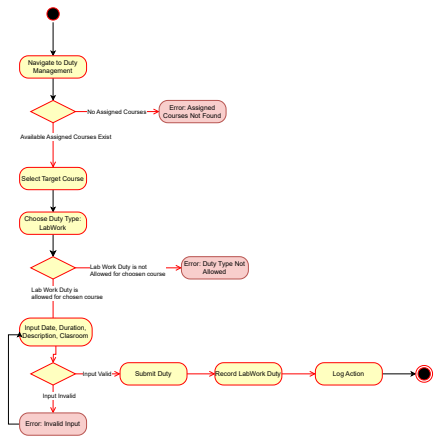 Navigate to Duty
Management
No Assigned Courses
Error: Assigned
Courses Not Found
Available Assigned Courses Exist
Select Target Course
Choose Duty Type:
LabWork
Lab Work Duty is not
Allowed for choosen course
Error: Duty Type Not
Allowed
Lab Work Duty is
allowed for chosen course
Input Date, Duration,
Description, Clasroom
Input Valid
Submit Duty
Record LabWork Duty
Log Action
Input Invalid
Error: Invalid Input